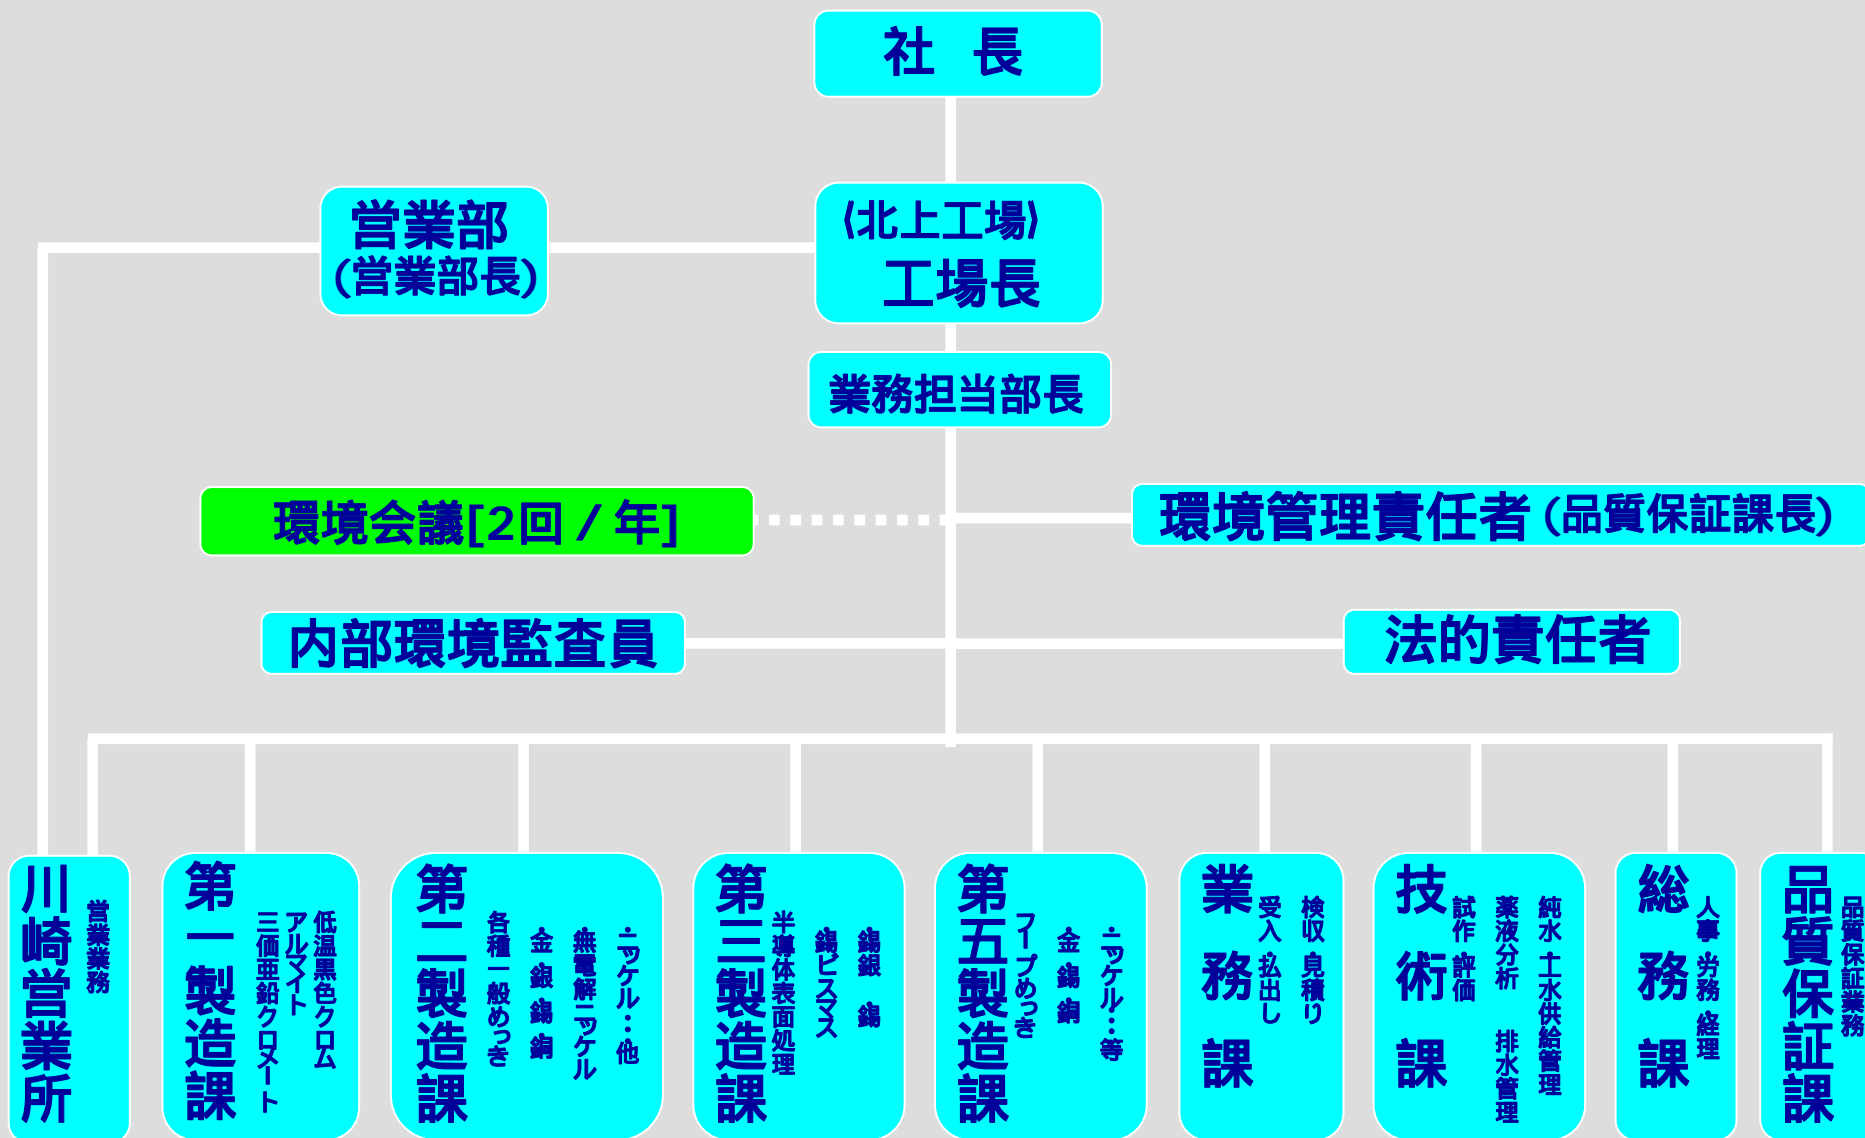 社 長
営業部
(営業部長)
(北上工場)
工場長
業務担当部長
環境会議[2回/年]
環境管理責任者(品質保証課長)
内部環境監査員
法的責任者
川崎営業所
営業業務
第一製造課
低温黒色クロム
アルマイト
三価亜鉛クロメート
第二製造課
各種一般めっき
・金・銀・錫・銅
・無電解ニッケル
・ニッケル・・・他
第三製造課
半導体表面処理
・錫ビスマス
・錫銀 ・錫
第五製造課
フープめっき
・金・錫・銅
・ニッケル・・・等
業務課
受入・払出し
検収・見積り
技術課
試作・評価
薬液分析 排水管理
純水・上水供給管理
総務課
人事・労務・経理
品質保証課
品質保証業務